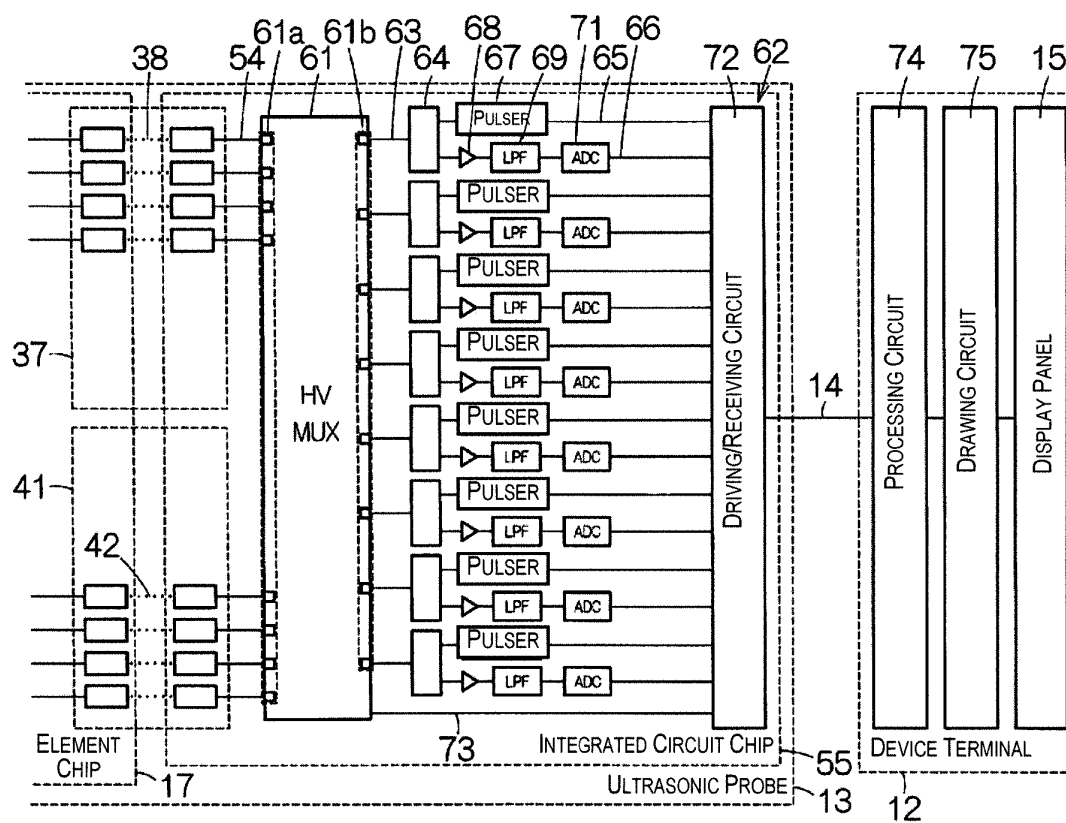 61a 61b 68 71 66
38 54 61 63 64 67 69 65 72 62 74 75 15
PULSER
LPF ADC
PULSER
LPF ADC
PULSER
LPF ADC
37
PULSER
LPF ADC
HV
MUX
14
PULSER
LPF ADC
41
PULSER
LPF ADC
42
PULSER
LPF ADC
PULSER
LPF ADC
DRIVING/RECEIVING CIRCUIT
PROCESSING CIRCUIT
DRAWING CIRCUIT
DISPLAY PANEL
73
ELEMENT
CHIP
INTEGRATED CIRCUIT CHIP
DEVICE TERMINAL
17
55
ULTRASONIC PROBE
13
12